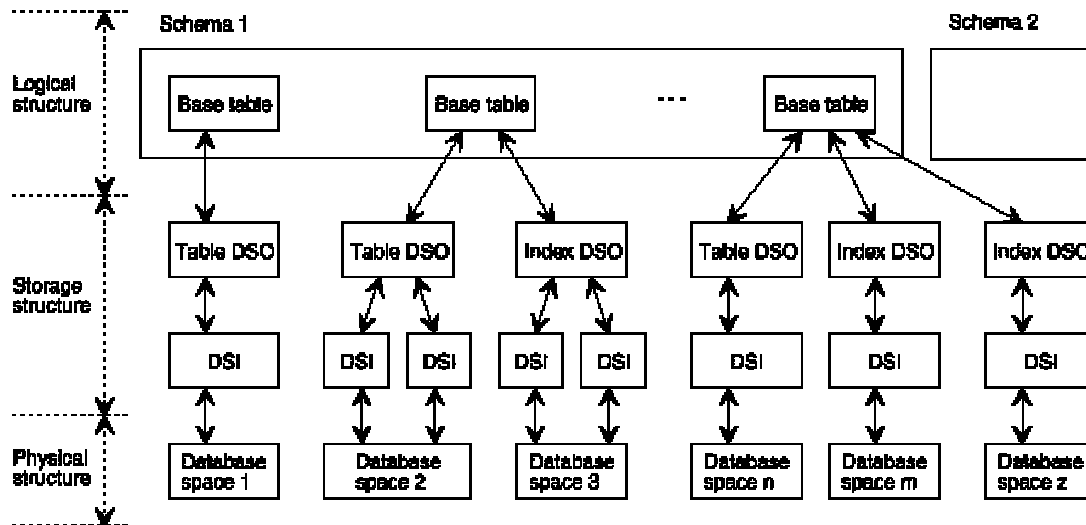 Schema 1
Schema 2
Logical
structure
Base table
Base table
...
Base table
Storage
structure
Table DSO
Table DSO
Index DSO
Table DSO
Index DSO
Index DSO
DSI
DSI
DSI
DSI
DSI
DSI
DSI
DSI
Physical
structure
Database
space 1
Database
space 2
Database
space 3
Database
space n
Database
space m
Database
space z